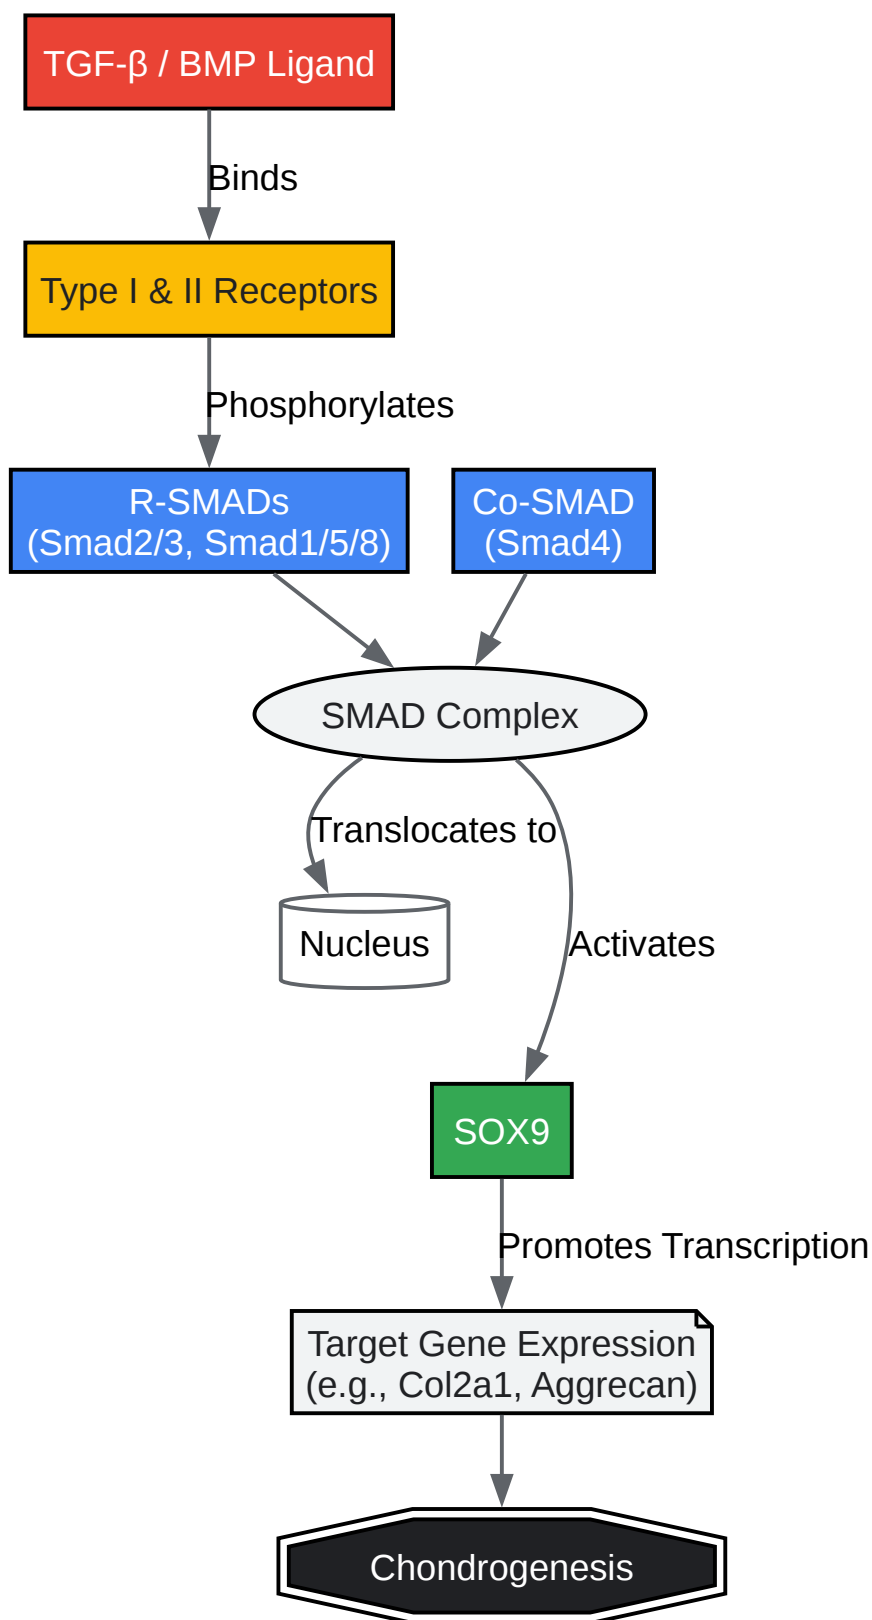 TGF-β / BMP Ligand
Binds
Type I & II Receptors
Phosphorylates
R-SMADs
(Smad2/3, Smad1/5/8)
Co-SMAD
(Smad4)
SMAD Complex
Translocates to
Nucleus
Activates
SOX9
Promotes Transcription
Target Gene Expression
(e.g., Col2a1, Aggrecan)
Chondrogenesis